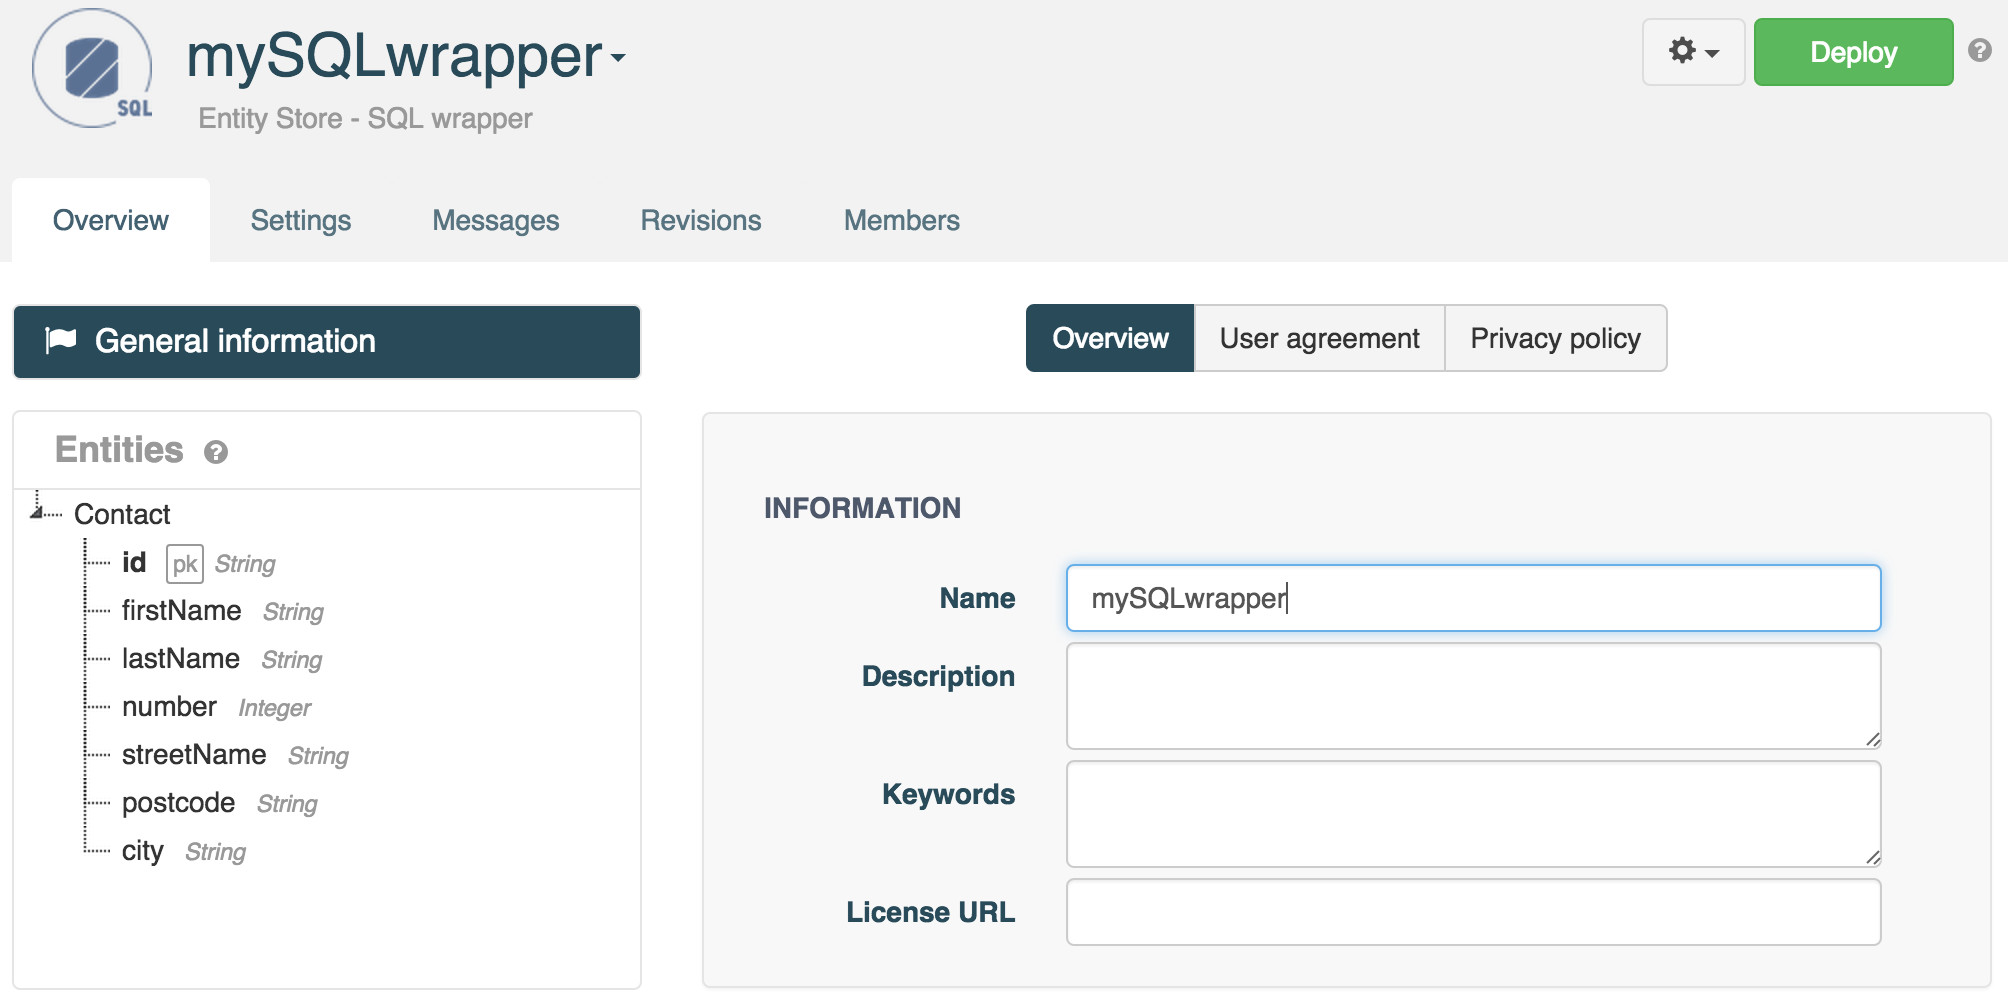 SQL
mySQLwrapper
Entity Store - SQL wrapper
Deploy
?
Overview Settings Messages Revisions Members
General information
Overview User agreement Privacy policy
Entities ?
Contact
id pk String
firstName String
lastName String
number Integer
streetName String
postcode String
city String
INFORMATION
Name mySQLwrapper
Description
Keywords
License URL